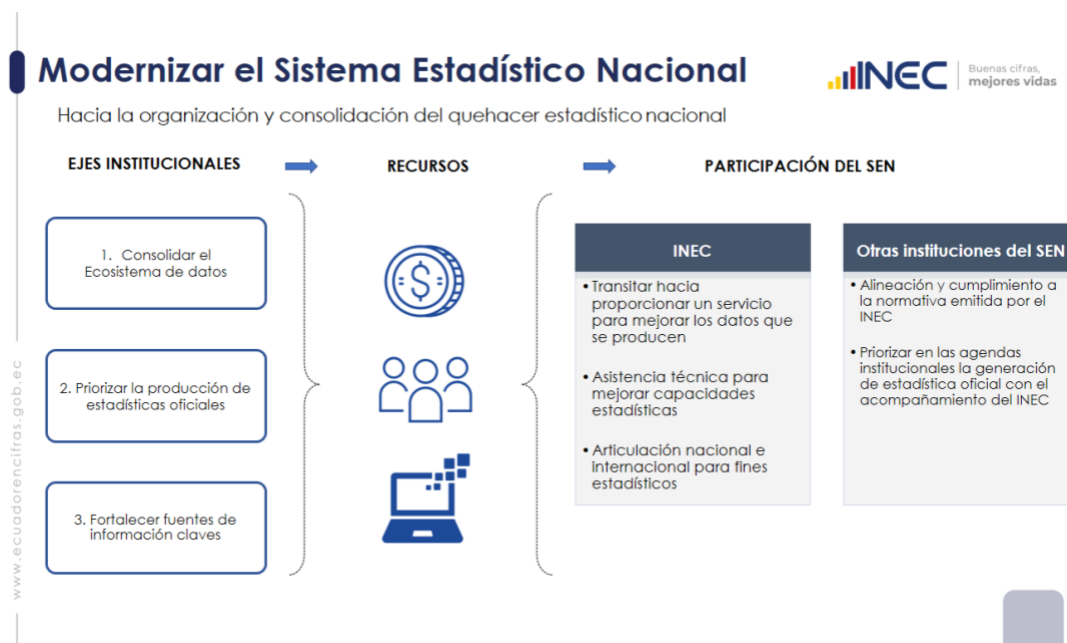 Modernizar el Sistema Estadístico Nacional
INEC
Buenas cifras,
mejores vidas
Hacia la organización y consolidación del quehacer estadístico nacional
EJES INSTITUCIONALES
RECURSOS
PARTICIPACIÓN DEL SEN
1. Consolidar el
Ecosistema de datos
2. Priorizar la producción de
estadísticas oficiales
3. Fortalecer fuentes de
información claves
$
INEC
• Transitar hacia
proporcionar un servicio
para mejorar los datos que
se producen
• Asistencia técnica para
mejorar capacidades
estadísticas
• Articulación nacional e
internacional para fines
estadísticos
Otras instituciones del SEN
• Alineación y cumplimiento a
la normativa emitida por el
INEC
• Priorizar en las agendas
institucionales la generación
de estadística oficial con el
acompañamiento del INEC
www.ecuadorencifras.gob.ec